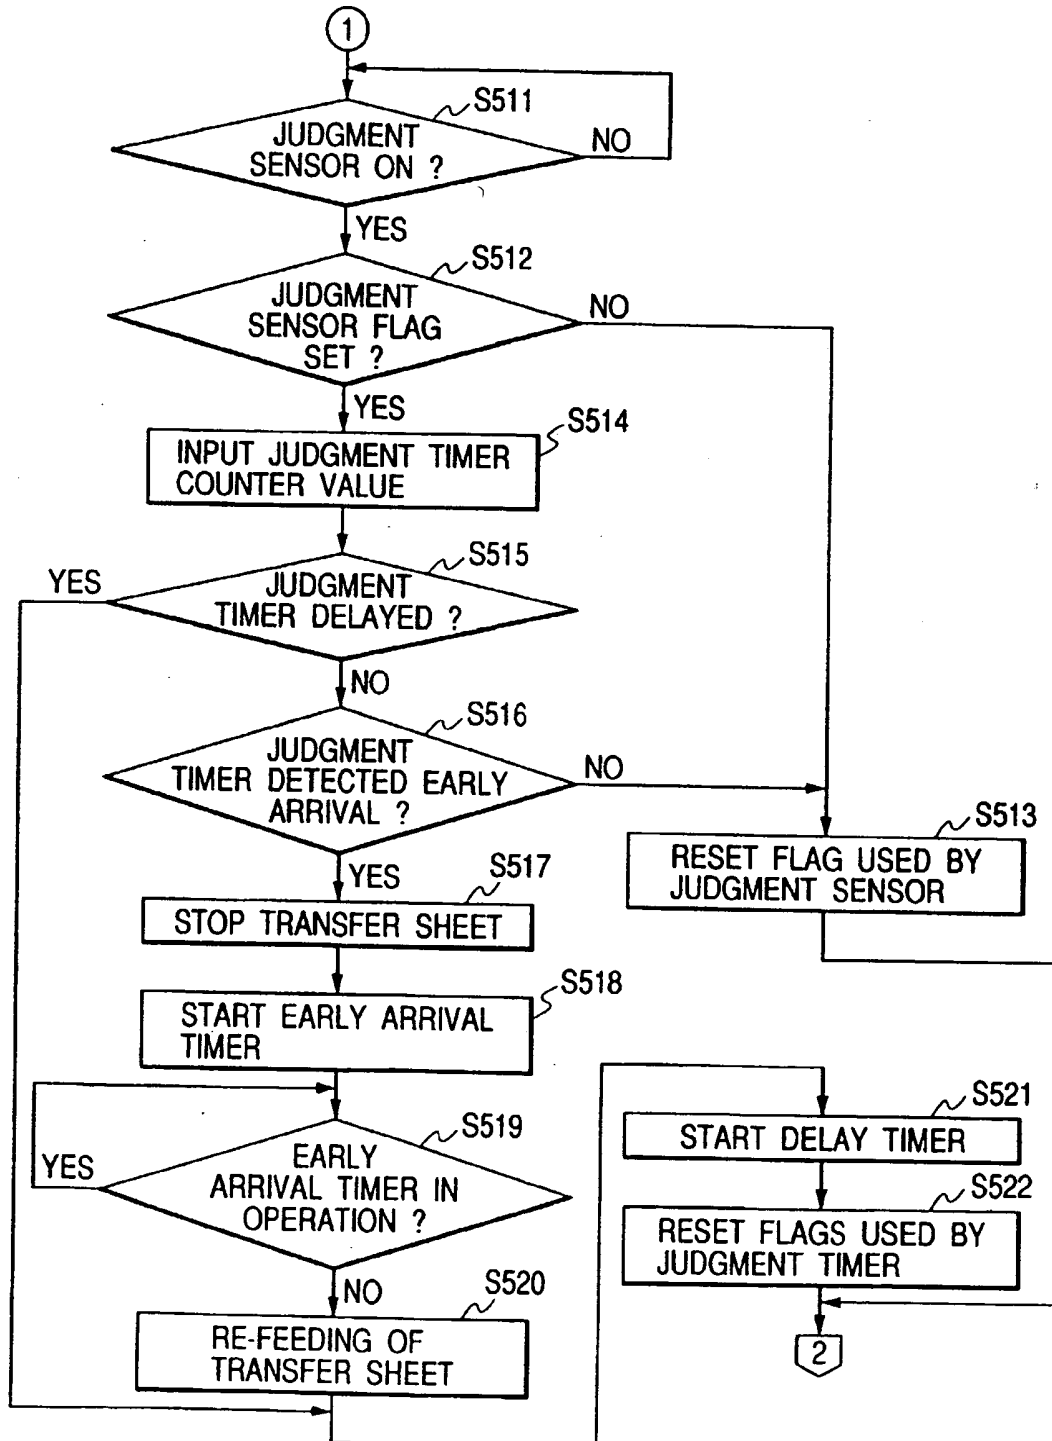 1
S511
JUDGMENT
SENSOR ON ?
NO
YES
S512
JUDGMENT
SENSOR FLAG
SET ?
NO
YES
S514
INPUT JUDGMENT TIMER
COUNTER VALUE
S515
YES
JUDGMENT
TIMER DELAYED ?
NO
S516
JUDGMENT
TIMER DETECTED EARLY
ARRIVAL ?
NO
S513
RESET FLAG USED BY
JUDGMENT SENSOR
YES
S517
STOP TRANSFER SHEET
S518
START EARLY ARRIVAL
TIMER
S519
YES
EARLY
ARRIVAL TIMER IN
OPERATION ?
NO
S520
RE-FEEDING OF
TRANSFER SHEET
S521
START DELAY TIMER
S522
RESET FLAGS USED BY
JUDGMENT TIMER
2